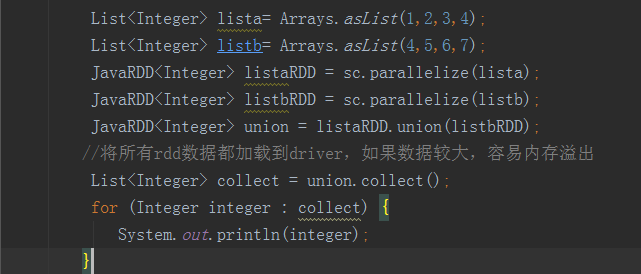 List<Integer> lista= Arrays.asList(1,2,3,4);
List<Integer> listb= Arrays.asList(4,5,6,7);
JavaRDD<Integer> listaRDD = sc.parallelize(lista);
JavaRDD<Integer> listbRDD = sc.parallelize(listb);
JavaRDD<Integer> union = listaRDD.union(listbRDD);
//将所有rdd数据都加载到driver，如果数据较大，容易内存溢出
List<Integer> collect = union.collect();
for (Integer integer : collect) {
System.out.println(integer);
}